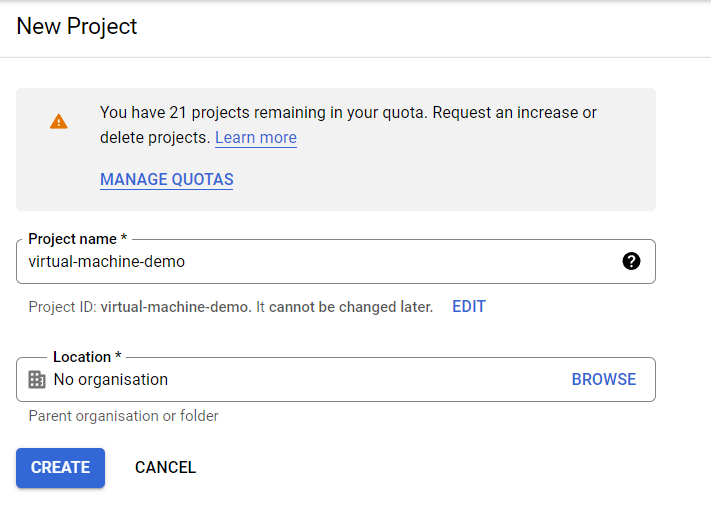 New Project
You have 21 projects remaining in your quota. Request an increase or
delete projects. Learn more
MANAGE QUOTAS
Project name *
virtual-machine-demo
Project ID: virtual-machine-demo. It cannot be changed later. EDIT
Location *
No organisation BROWSE
Parent organisation or folder
CREATE CANCEL